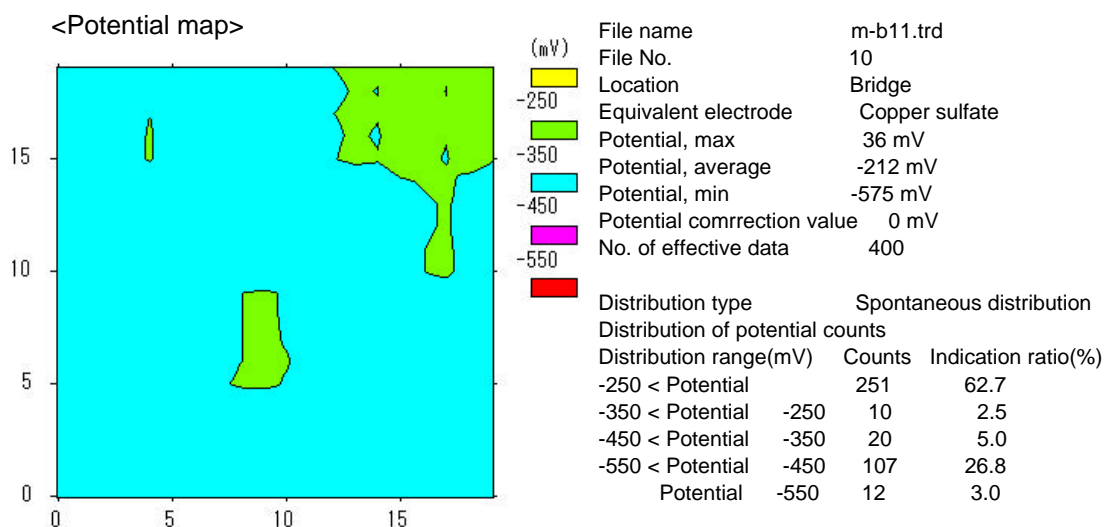 <Potential map>
(mV)
-250
-350
-450
-550
15
10
5
0
0 5 10 15
File name m-b11.trd
File No. 10
Location Bridge
Equivalent electrode Copper sulfate
Potential, max 36 mV
Potential, average -212 mV
Potential, min -575 mV
Potential comrrection value 0 mV
No. of effective data 400
Distribution type Spontaneous distribution
Distribution of potential counts
Distribution range(mV) Counts Indication ratio(%)
-250 < Potential 251 62.7
-350 < Potential -250 10 2.5
-450 < Potential -350 20 5.0
-550 < Potential -450 107 26.8
Potential -550 12 3.0